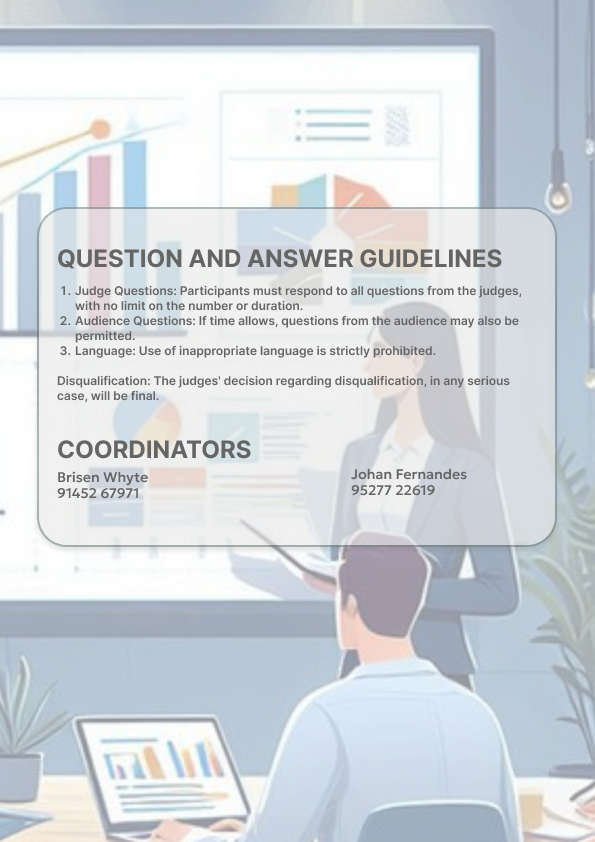 QUESTION AND ANSWER GUIDELINES
1. Judge Questions: Participants must respond to all questions from the judges,
with no limit on the number or duration.
2. Audience Questions: If time allows, questions from the audience may also be
permitted.
3. Language: Use of inappropriate language is strictly prohibited.
Disqualification: The judges' decision regarding disqualification, in any serious
case, will be final.
COORDINATORS
Brisen Whyte
91452 67971
Johan Fernandes
95277 22619